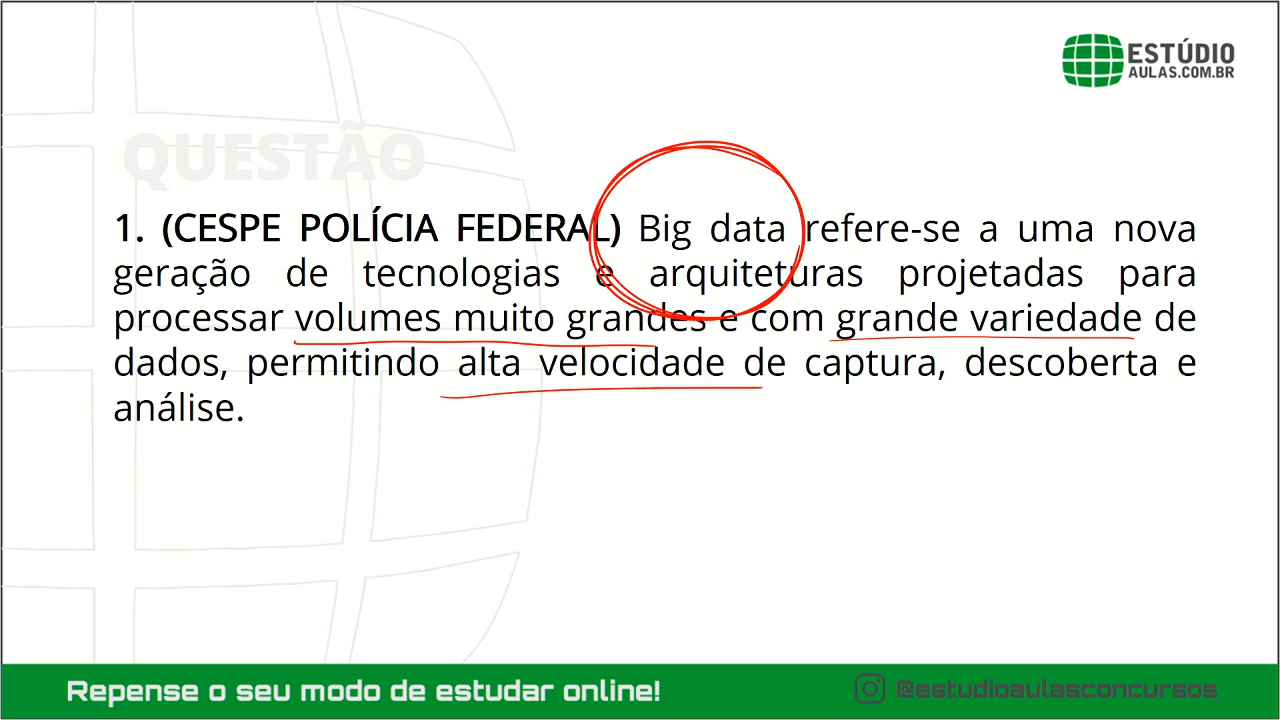 ESTÚDIO
AULAS.COM.BR
QUESTÃO
1. (CESPE POLÍCIA FEDERAL) Big data refere-se a uma nova
geração de tecnologias e arquiteturas projetadas para
processar volumes muito grandes e com grande variedade de
dados, permitindo alta velocidade de captura, descoberta e
análise.
Repense o seu modo de estudar online!
@estudioaulasconcursos